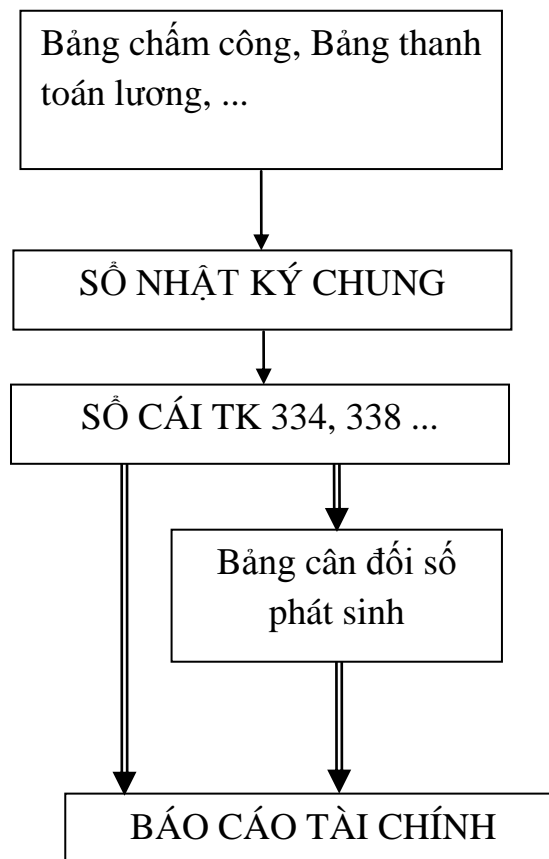 Bảng chấm công, Bảng thanh
toán lương, ...
SỔ NHẬT KÝ CHUNG
SỔ CÁI TK 334, 338 ...
Bảng cân đối số
phát sinh
BÁO CÁO TÀI CHÍNH